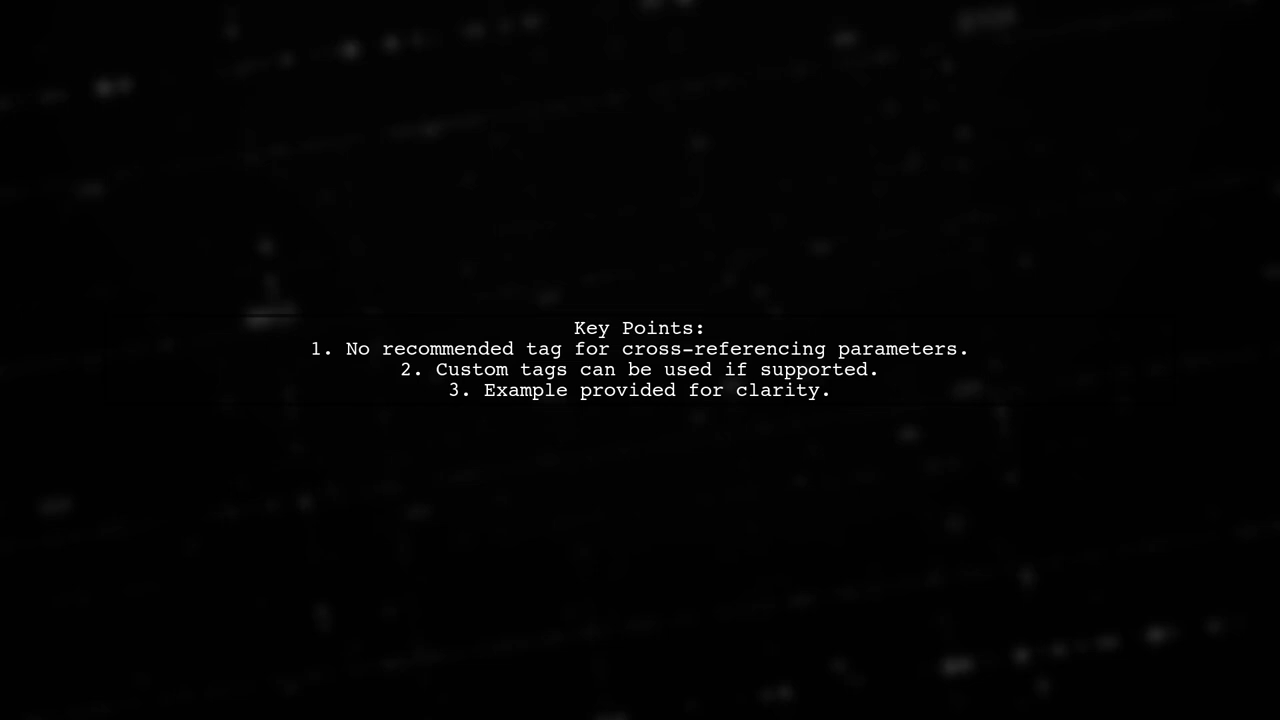 Key Points:
1. No recommended tag for cross-referencing parameters.
2. Custom tags can be used if supported.
3. Example provided for clarity.